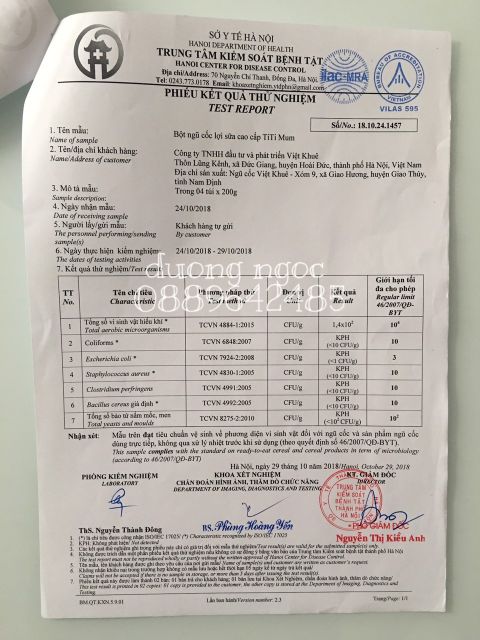 SỞ Y TẾ HÀ NỘI
HANOI DEPARTMENT OF HEALTH
TRUNG TÂM KIỂM SOÁT BỆNH TẬT
HANOI CENTER FOR DISEASE CONTROL
Địa chỉ/Address: 70 Nguyễn Chí Thanh, Đống Đa, Hà Nội
Tel: 0243.773.0178 Email: khoaxetnghiem.ytdphn@gmail.com
ilac-MRA
VIETNAM
VILAS 595
PHIẾU KẾT QUẢ THỬ NGHIỆM
TEST REPORT
Số/No.: 18.10.24.1457
1. Tên mẫu: Bột ngũ cốc lợi sữa cao cấp TiTi Mum
Name of sample
2. Tên/địa chỉ khách hàng: Công ty TNHH đầu tư và phát triển Việt Khuê
Name/Address of customer Thôn Lũng Kênh, xã Đức Giang, huyện Hoài Đức, thành phố Hà Nội, Việt Nam
Địa chỉ sản xuất: Ngũ cốc Việt Khuê - Xóm 9, xã Giao Hương, huyện Giao Thủy,
tỉnh Nam Định
3. Mô tả mẫu: Trong 04 túi x 200g
Sample description:
4. Ngày nhận mẫu: 24/10/2018
Date of receiving sample
5. Người lấy/gửi mẫu: Khách hàng tự gửi
The personnel performing/sending By customer
sample(s)
6. Ngày thực hiện kiểm nghiệm 24/10/2018 - 29/10/2018
The dates of testing activities
7. Kết quả thử nghiệm/Test
duong ngoc
0889842485
TT No. Tên chỉ tiêu Characteristic Phương pháp thử Test method Đơn vị Unit Kết quả Result Giới hạn tối đa cho phép Regular limit 46/2007/QĐ-BYT
1 Tổng số vi sinh vật hiếu khí * Total aerobic microorganisms TCVN 4884-1:2015 CFU/g 1,4x10² 10⁴
2 Coliforms * TCVN 6848:2007 CFU/g KPH (<10 CFU/g) 10
3 Escherichia coli * TCVN 7924-2:2008 CFU/g KPH (<1 CFU/g) 3
4 Staphylococcus aureus * TCVN 4830-1:2005 CFU/g KPH (<10 CFU/g) 10
5 Clostridium perfringens TCVN 4991:2005 CFU/g KPH (<10 CFU/g) 10
6 Bacillus cereus giả định * TCVN 4992:2005 CFU/g KPH (<10 CFU/g) 10
7 Tổng số bào tử nấm mốc, men Total yeasts and moulds TCVN 8275-2:2010 CFU/g KPH 10²
Nhận xét: Mẫu trên đạt tiêu chuẩn vệ sinh về phương diện vi sinh vật đối với ngũ cốc và sản phẩm ngũ cốc
dùng trực tiếp, không qua xử lý nhiệt trước khi sử dụng (theo quyết định số 46/2007/QĐ-BYT).
The sample complies with the standard on ready-to-eat cereal and cereal products in term of microbiology
(according to 46/2007/QĐ-BYT)
Hà Nội, ngày 29 tháng 10 năm 2018/Hanoi, October 29, 2018
PHÒNG KIỂM NGHIỆM KHOA XÉT NGHIỆM KT. GIÁM ĐỐC
LABORATORY CHẨN ĐOÁN HÌNH ẢNH, THĂM DÒ CHỨC NĂNG DIRECTOR
DEPARTMENT OF IMAGING, DIAGNOSTICS AND TESTING
TRUNG TÂM
KIỂM SOÁT
BỆNH TẬT
THÀNH PHỐ
HÀ NỘI
PHÓ GIÁM ĐỐC
ThS. Nguyễn Thành Đông BS. Phùng Hoàng Yến Nguyễn Thị Kiều Anh
BM.QT.KXN.5.9.01 Lần ban hành/Version number: 2.3 Trang/Page: 1/1